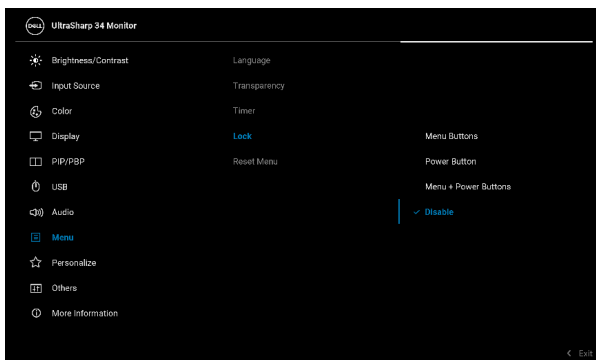 DELL UltraSharp 34 Monitor
Brightness/Contrast Language
Input Source Transparency
Color Timer
Display Lock Menu Buttons
PIP/PBP Reset Menu Power Button
USB Menu + Power Buttons
Audio Disable
Menu
Personalize
Others
More Information
Exit